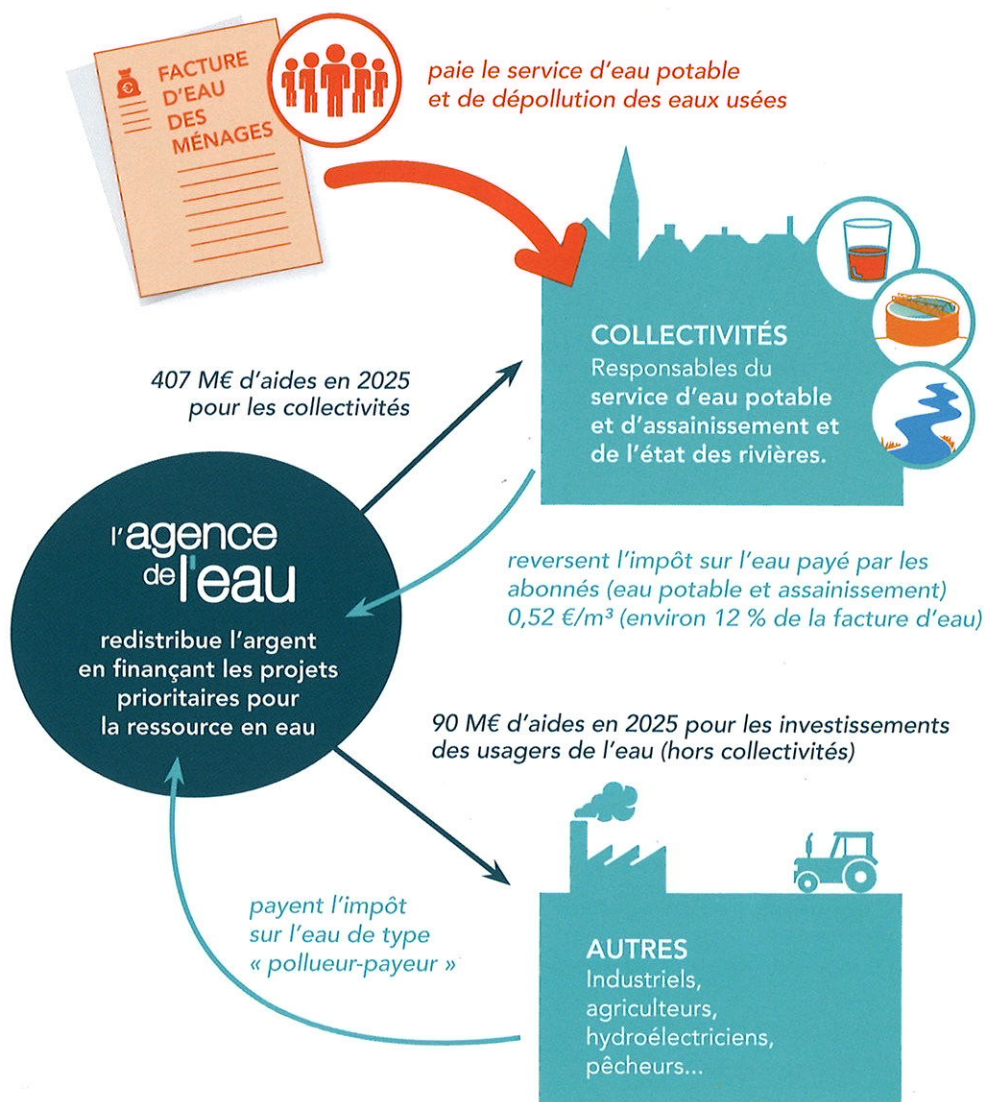 FACTURE
D'EAU
DES
MÉNAGES
€
paie le service d'eau potable
et de dépollution des eaux usées
COLLECTIVITÉS
Responsables du
service d'eau potable
et d'assainissement et
de l'état des rivières.
407 M€ d'aides en 2025
pour les collectivités
l'agence
de l'eau
redistribue l'argent
en finançant les projets
prioritaires pour
la ressource en eau
reversent l'impôt sur l'eau payé par les
abonnés (eau potable et assainissement)
0,52 €/m³ (environ 12 % de la facture d'eau)
90 M€ d'aides en 2025 pour les investissements
des usagers de l'eau (hors collectivités)
payent l'impôt
sur l'eau de type
« pollueur-payeur »
AUTRES
Industriels,
agriculteurs,
hydroélectriciens,
pêcheurs...